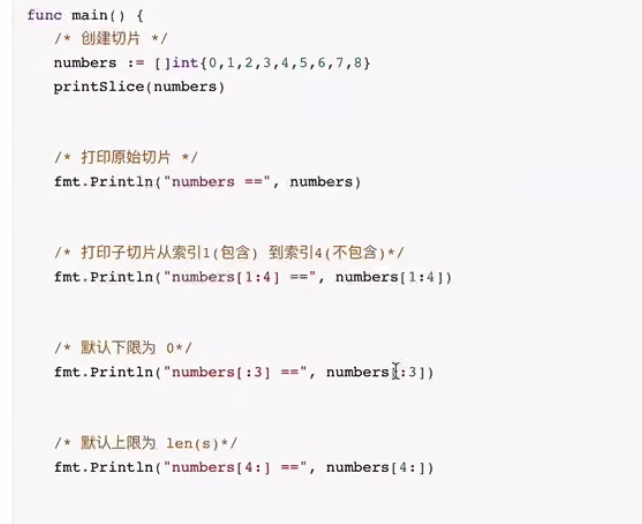 func main() {
/* 创建切片 */
numbers := []int{0,1,2,3,4,5,6,7,8}
printSlice(numbers)
/* 打印原始切片 */
fmt.Println("numbers ==", numbers)
/* 打印子切片从索引1(包含) 到索引4(不包含)*/
fmt.Println("numbers[1:4] ==", numbers[1:4])
/* 默认下限为 0*/
fmt.Println("numbers[:3] ==", numbers[:3])
/* 默认上限为 len(s)*/
fmt.Println("numbers[4:] ==", numbers[4:])